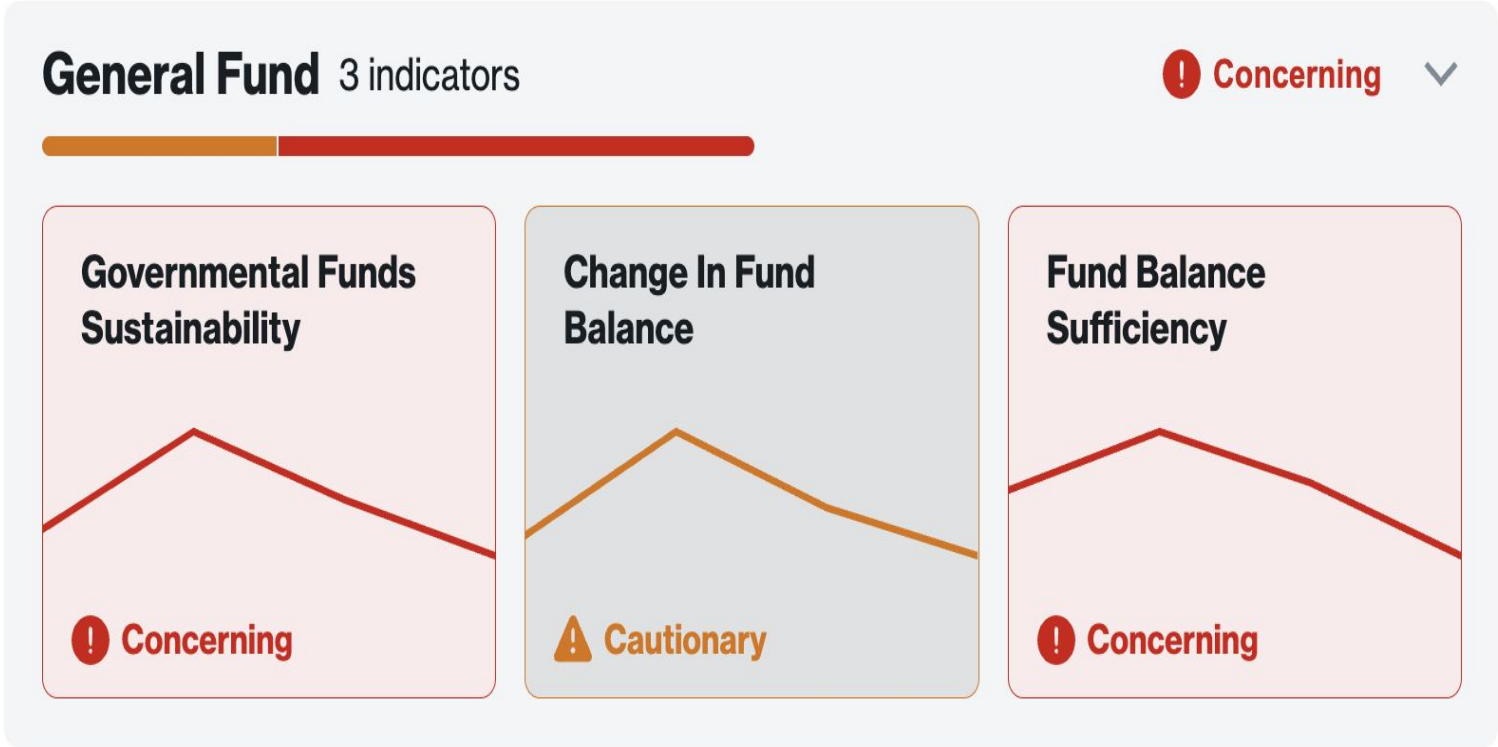 General Fund 3 indicators
Concerning
Governmental Funds
Sustainability
Concerning
Change In Fund
Balance
Cautionary
Fund Balance
Sufficiency
Concerning